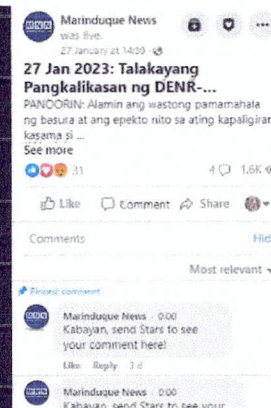 Marinduque News
was live.
27 January at 14:39
27 Jan 2023: Talakayang
Pangkalikasan ng DENR-...
PANOORIN: Alamin ang wastong pamamahala
ng basura at ang epekto nito sa ating kapaligiran
kasama si ...
See more
31 4 1.6K
Like Comment Share
Comments Hid
Most relevant
Pinned comment
Marinduque News · 0:00
Kabayan, send Stars to see
your comment here!
Like Reply 3 d
Marinduque News · 0:00
Kabayan, send Stars to see your